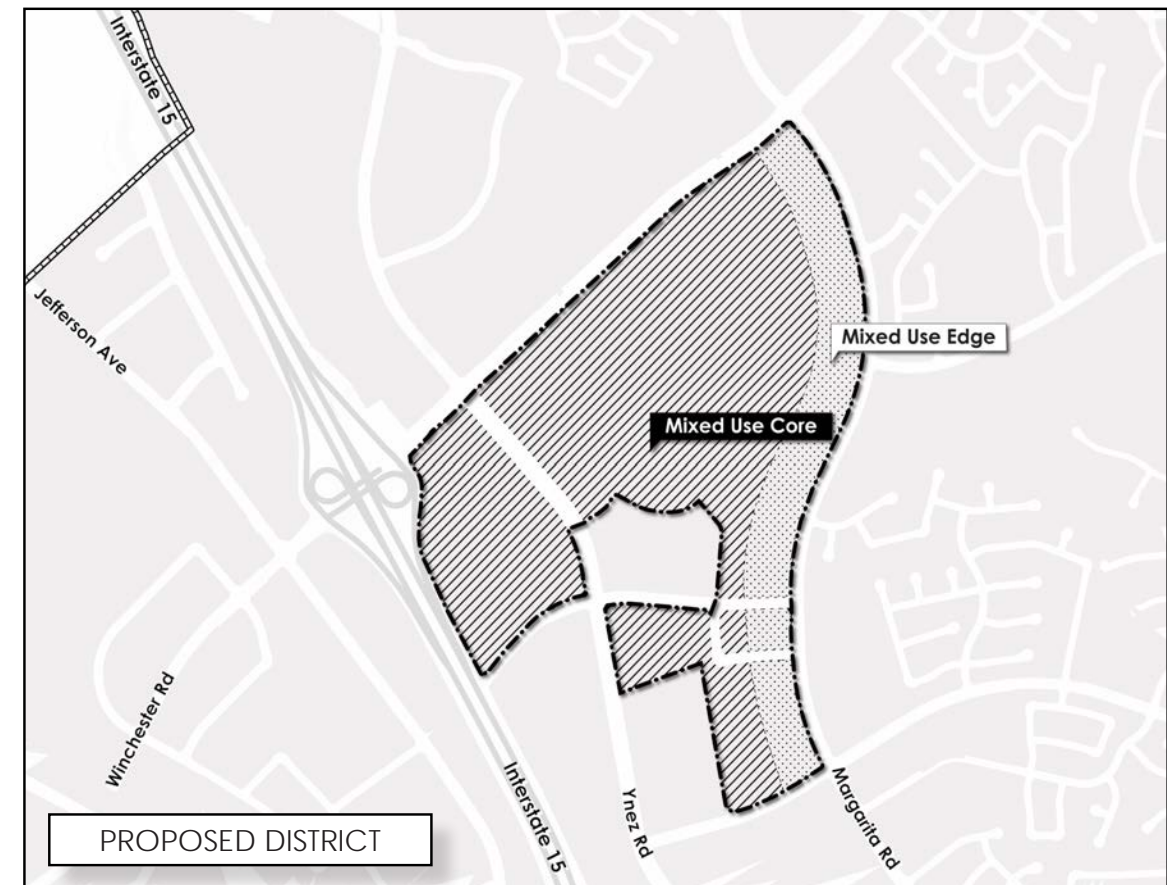 Interstate 15
Jefferson Ave
Mixed Use Edge
Mixed Use Core
Winchester Rd
Interstate 15
Ynez Rd
Margarita Rd
PROPOSED DISTRICT